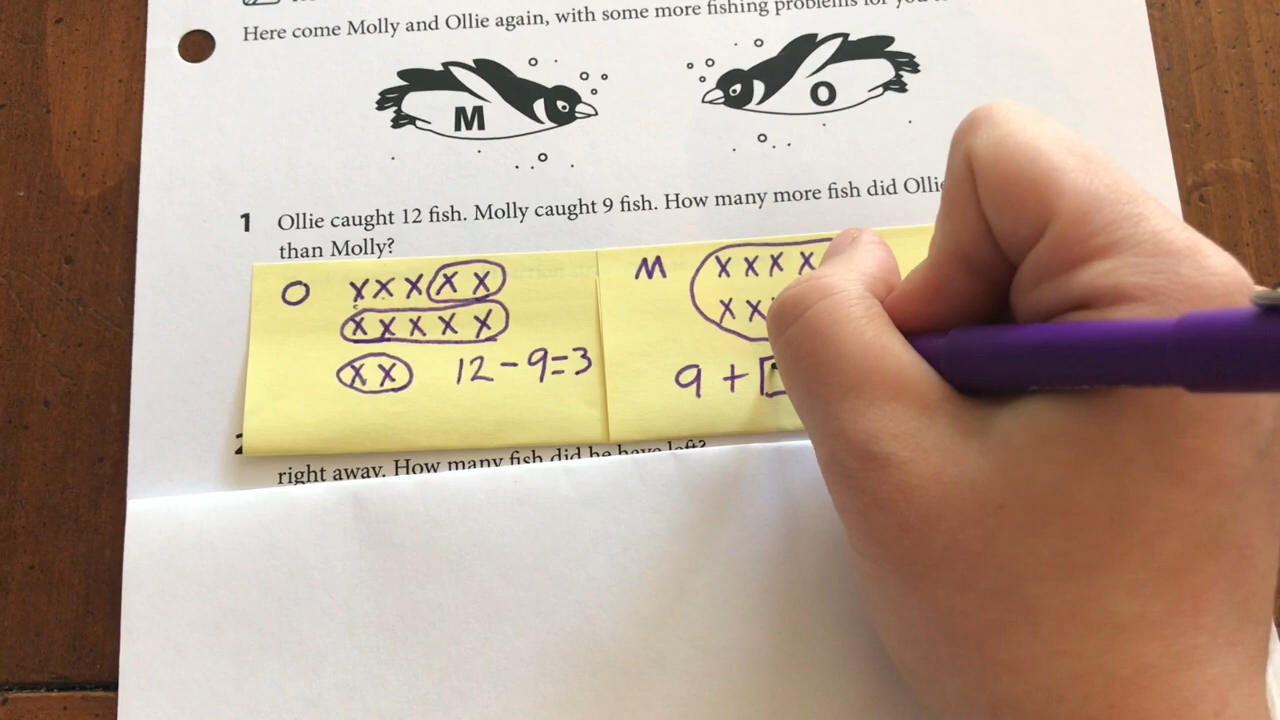 Here come Molly and Ollie again, with some more fishing problems for you
M
O
1 Ollie caught 12 fish. Molly caught 9 fish. How many more fish did Ollie
than Molly?
O XXXXX
XXXXX
XX 12-9=3
M XXXX
XX
9 +
2
right away. How many fish did he have left?